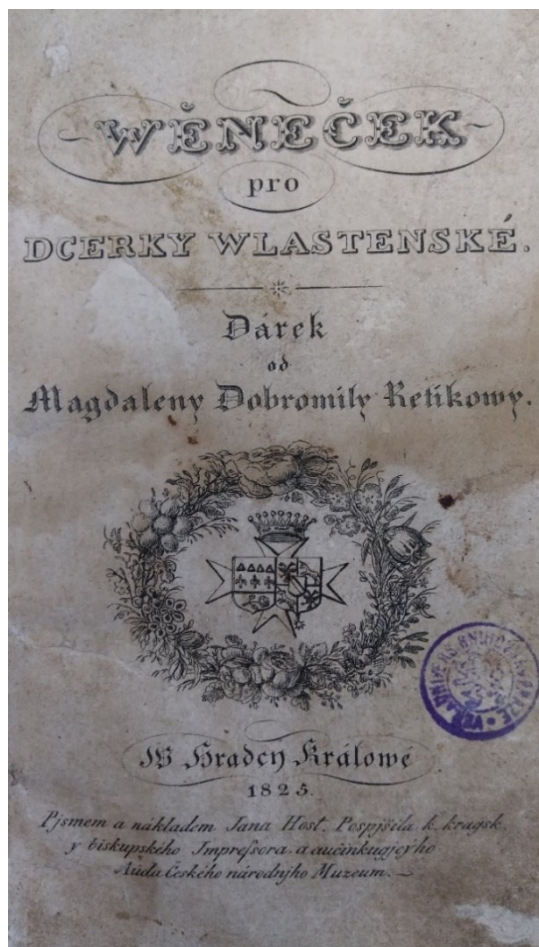 WĚNEČEK
pro
DCERKY WLASTENSKÉ.
Dárek
od
Magdaleny Dobromily Retikowy.
W Hradcy Králowé
1825.
Pjsmem a nákladem Jana Host. Pospjšila k. kragsk.
y biskupského Impressora a aučinkugjcýho
Auda Českého národnjho Muzeum.